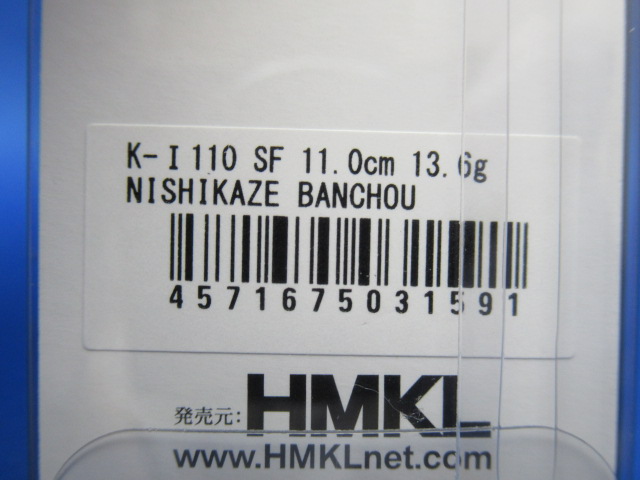 K-I 110 SF 11.0cm 13.6g
NISHIKAZE BANCHOU
4571675031591
発売元: HMKL
www.HMKLnet.com